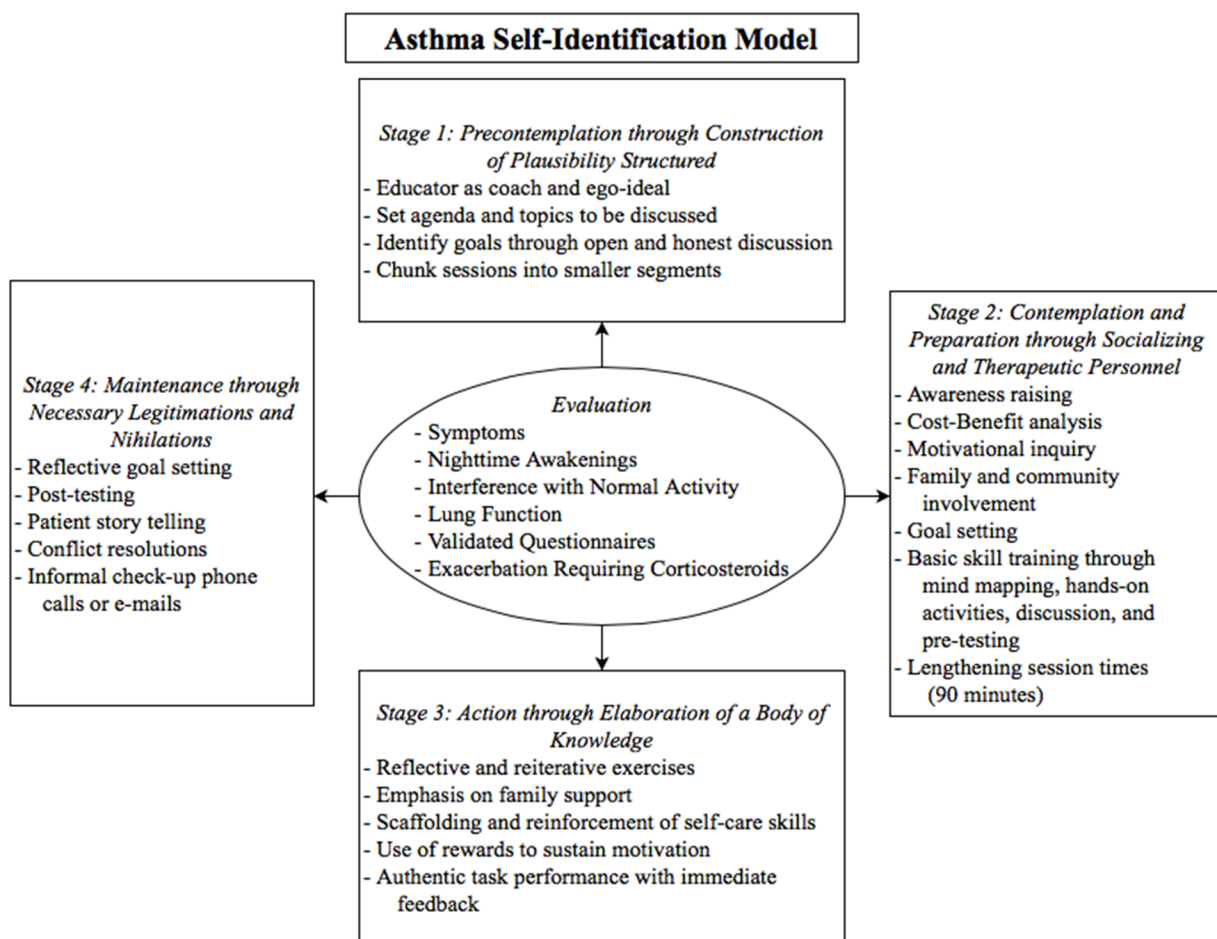 Asthma Self-Identification Model
Stage 1: Precontemplation through Construction
of Plausibility Structured
- Educator as coach and ego-ideal
- Set agenda and topics to be discussed
- Identify goals through open and honest discussion
- Chunk sessions into smaller segments
Stage 2: Contemplation and
Preparation through Socializing
and Therapeutic Personnel
- Awareness raising
- Cost-Benefit analysis
- Motivational inquiry
- Family and community
involvement
- Goal setting
- Basic skill training through
mind mapping, hands-on
activities, discussion, and
pre-testing
- Lengthening session times
(90 minutes)
Stage 4: Maintenance through
Necessary Legitimations and
Nihilations
- Reflective goal setting
- Post-testing
- Patient story telling
- Conflict resolutions
- Informal check-up phone
calls or e-mails
Evaluation
- Symptoms
- Nighttime Awakenings
- Interference with Normal Activity
- Lung Function
- Validated Questionnaires
- Exacerbation Requiring Corticosteroids
Stage 3: Action through Elaboration of a Body of
Knowledge
- Reflective and reiterative exercises
- Emphasis on family support
- Scaffolding and reinforcement of self-care skills
- Use of rewards to sustain motivation
- Authentic task performance with immediate
feedback